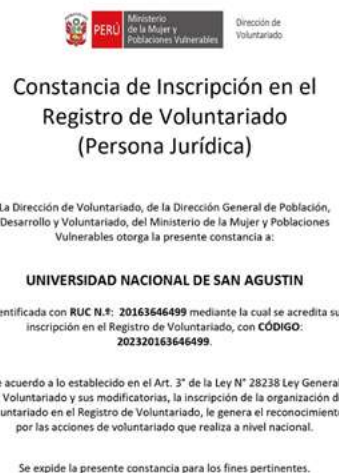 PERÚ
Ministerio
de la Mujer y
Poblaciones Vulnerables
Dirección de
Voluntariado
Constancia de Inscripción en el
Registro de Voluntariado
(Persona Jurídica)
La Dirección de Voluntariado, de la Dirección General de Población,
Desarrollo y Voluntariado, del Ministerio de la Mujer y Poblaciones
Vulnerables otorga la presente constancia a:
UNIVERSIDAD NACIONAL DE SAN AGUSTIN
entificada con RUC N.º: 20163646499 mediante la cual se acredita su
inscripción en el Registro de Voluntariado, con CÓDIGO:
202320163646499.
e acuerdo a lo establecido en el Art. 3° de la Ley N° 28238 Ley General
Voluntariado y sus modificatorias, la inscripción de la organización d
luntariado en el Registro de Voluntariado, le genera el reconocimiento
por las acciones de voluntariado que realiza a nivel nacional.
Se expide la presente constancia para los fines pertinentes.